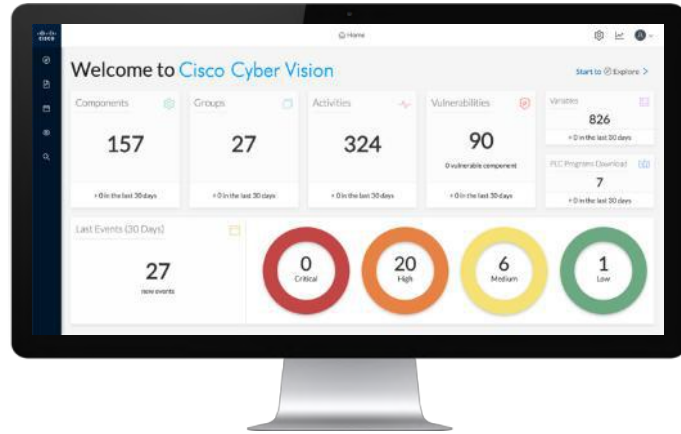 CISCO
Home
Welcome to Cisco Cyber Vision
Start to Explore >
Components
157
+ 0 in the last 30 days
Groups
27
+ 0 in the last 30 days
Activities
324
+ 0 in the last 30 days
Vulnerabilities
90
0 vulnerable component
+ 0 in the last 30 days
Variables
826
+ 0 in the last 30 days
PLC Programs Download
7
+ 0 in the last 30 days
Last Events (30 Days)
27
new events
0
Critical
20
High
6
Medium
1
Low